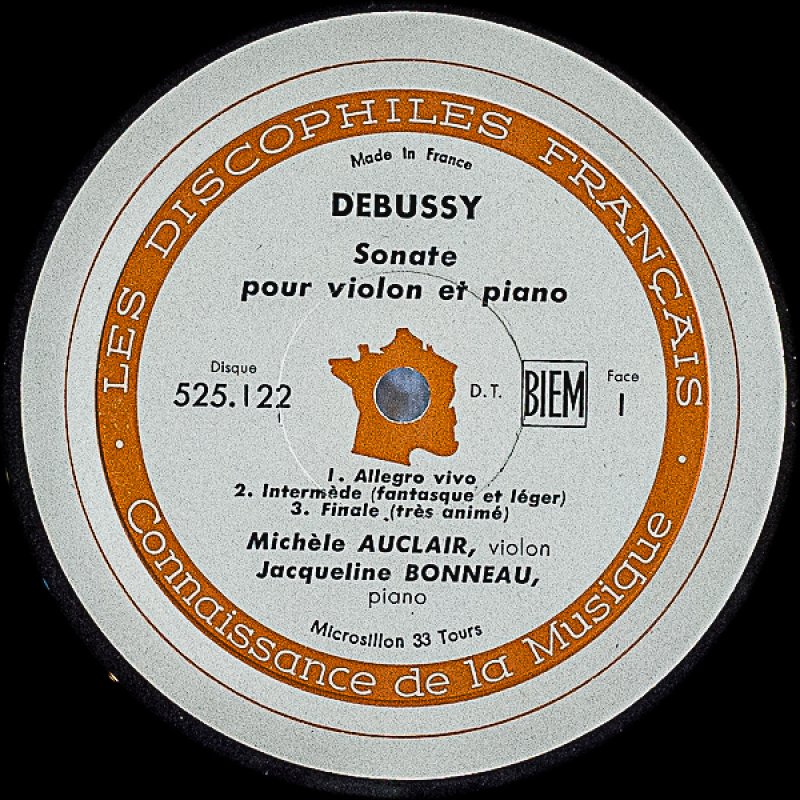 LES DISCOPHILES FRANÇAIS
Made in France
DEBUSSY
Sonate
pour violon et piano
Disque
525.122
1
D.T.
BIEM
Face
1
1. Allegro vivo
2. Intermède (fantasque et léger)
3. Finale (très animé)
Michèle AUCLAIR, violon
Jacqueline BONNEAU,
piano
Microsillon 33 Tours
Connaissance de la Musique